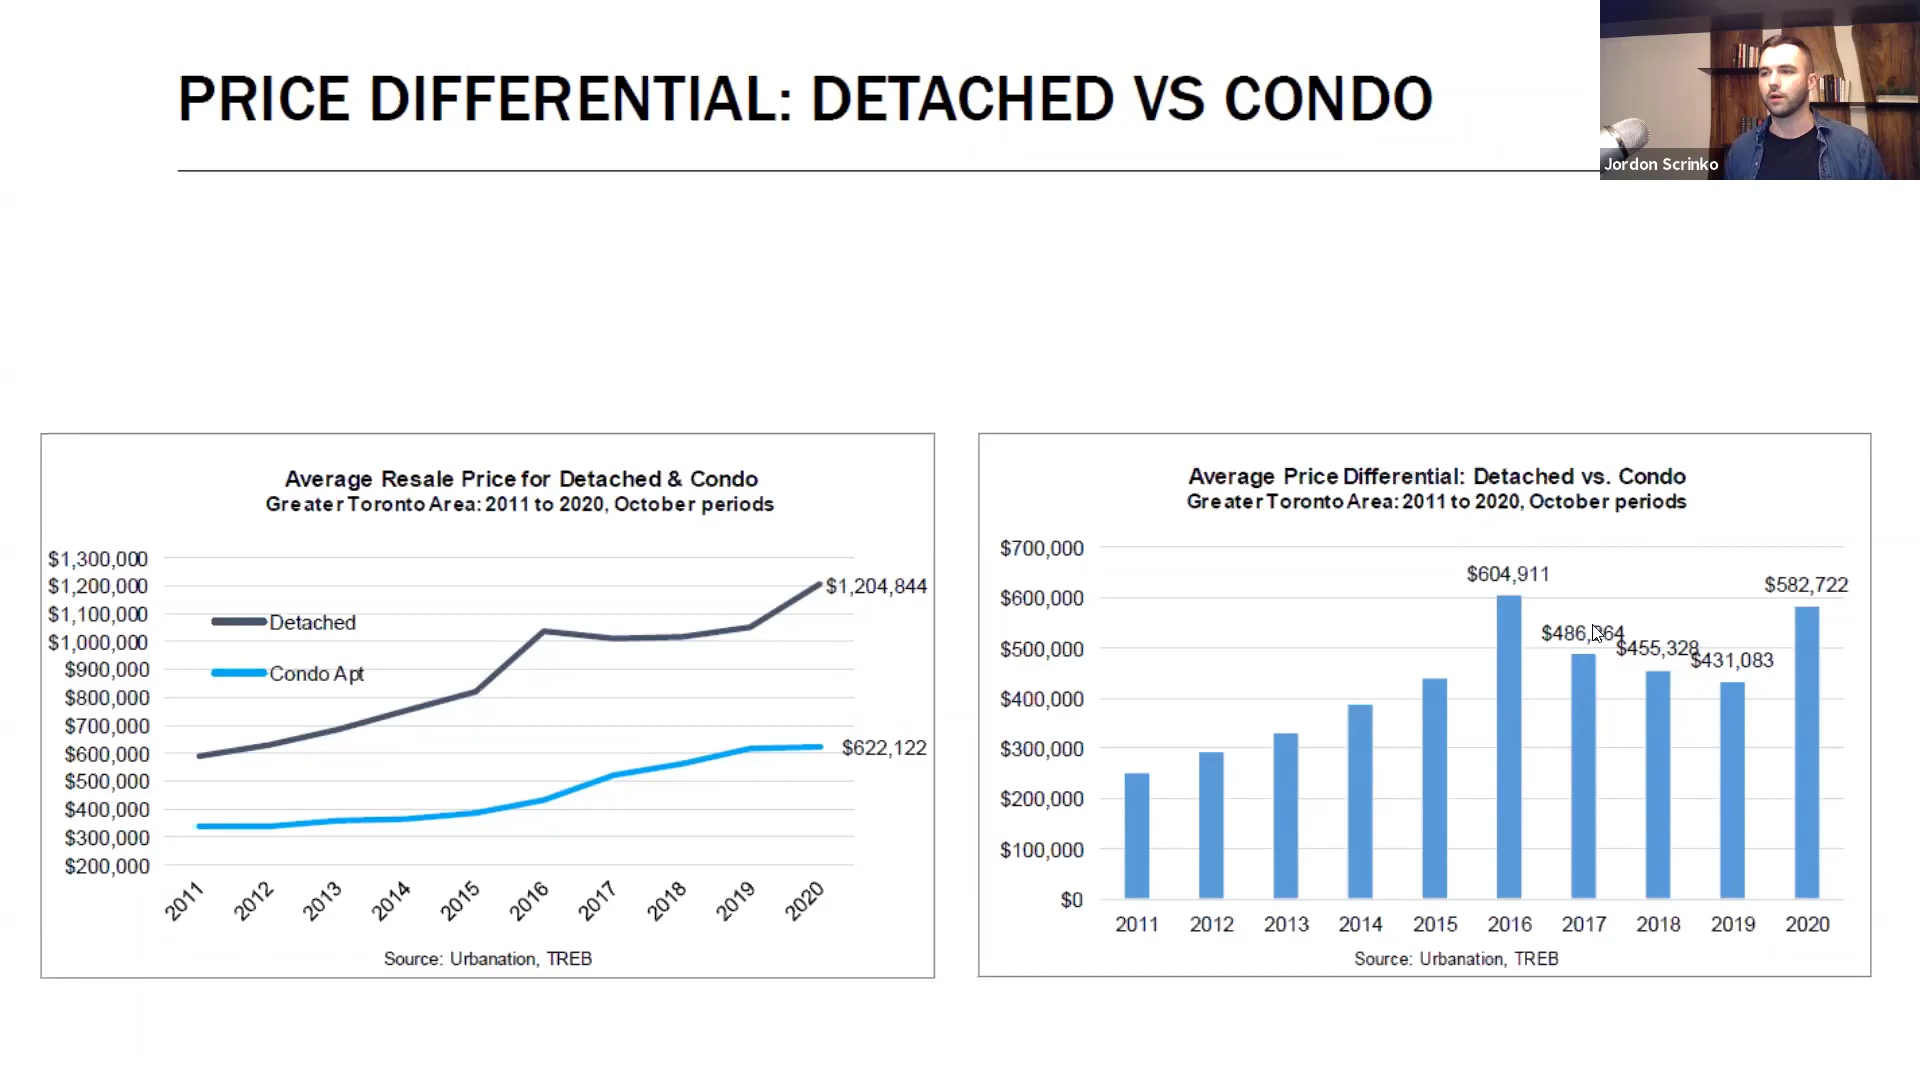 PRICE DIFFERENTIAL: DETACHED VS CONDO
Jordon Scrinko
Average Resale Price for Detached & Condo
Greater Toronto Area: 2011 to 2020, October periods
$1,300,000
$1,200,000
$1,100,000
$1,000,000
$900,000
$800,000
$700,000
$600,000
$500,000
$400,000
$300,000
$200,000
Detached
Condo Apt
$1,204,844
$622,122
2011 2012 2013 2014 2015 2016 2017 2018 2019 2020
Source: Urbanation, TREB
Average Price Differential: Detached vs. Condo
Greater Toronto Area: 2011 to 2020, October periods
$700,000
$600,000
$500,000
$400,000
$300,000
$200,000
$100,000
$0
$604,911
$455,328
$431,083
$582,722
2011 2012 2013 2014 2015 2016 2017 2018 2019 2020
Source: Urbanation, TREB